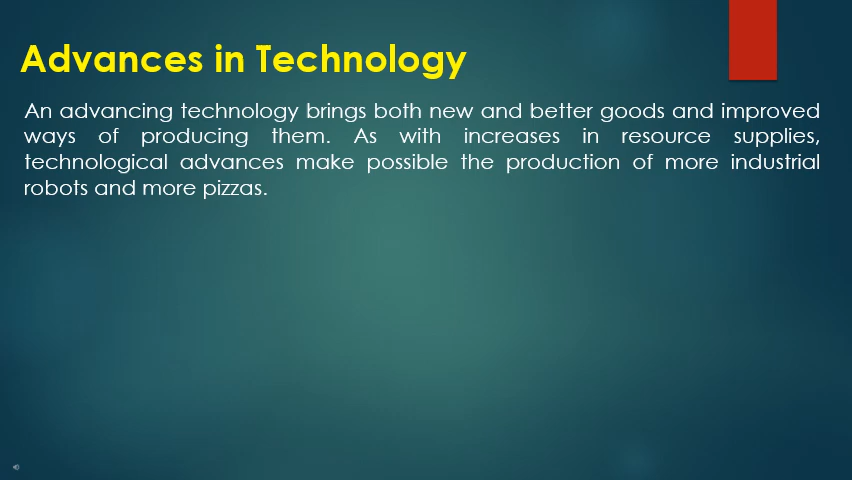 Advances in Technology
An advancing technology brings both new and better goods and improved
ways of producing them. As with increases in resource supplies,
technological advances make possible the production of more industrial
robots and more pizzas.